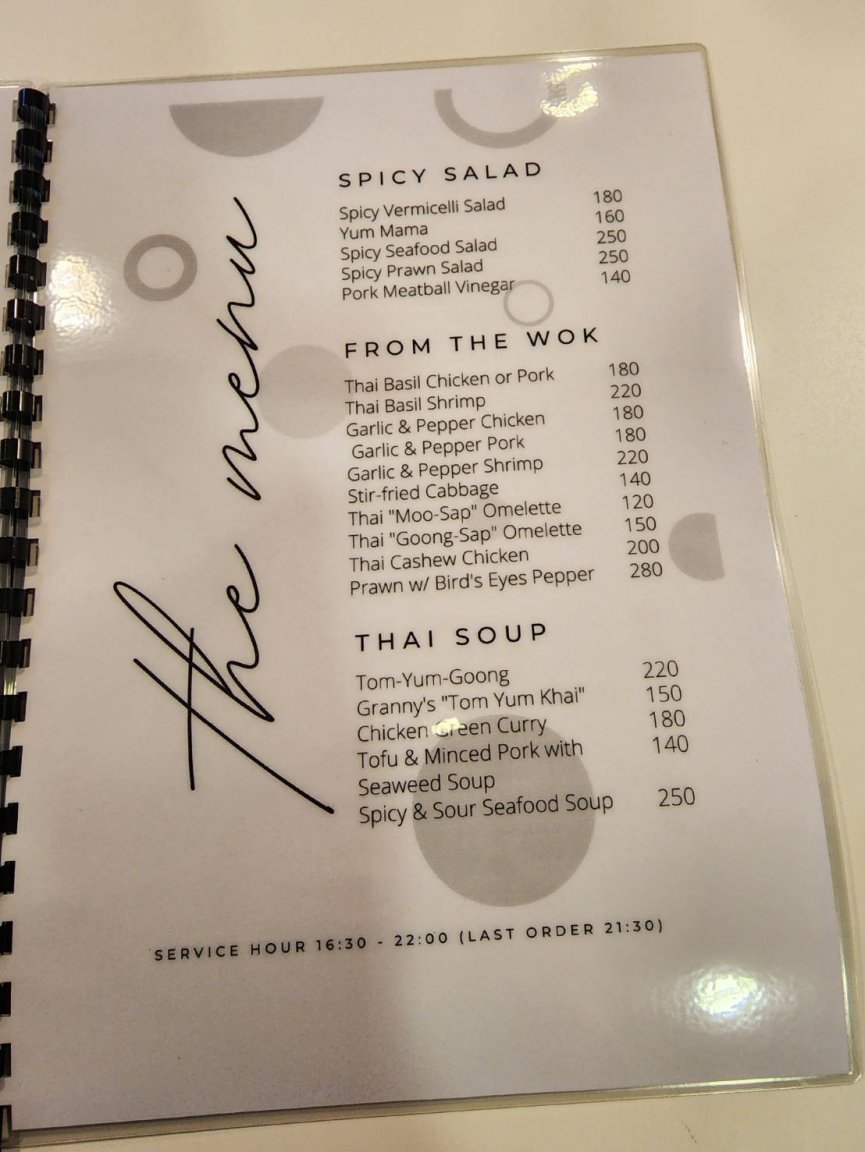 the menu
SPICY SALAD
Spicy Vermicelli Salad 180
Yum Mama 160
Spicy Seafood Salad 250
Spicy Prawn Salad 250
Pork Meatball Vinegar 140
FROM THE WOK
Thai Basil Chicken or Pork 180
Thai Basil Shrimp 220
Garlic & Pepper Chicken 180
Garlic & Pepper Pork 180
Garlic & Pepper Shrimp 220
Stir-fried Cabbage 140
Thai "Moo-Sap" Omelette 120
Thai "Goong-Sap" Omelette 150
Thai Cashew Chicken 200
Prawn w/ Bird's Eyes Pepper 280
THAI SOUP
Tom-Yum-Goong 220
Granny's "Tom Yum Khai" 150
Chicken Green Curry 180
Tofu & Minced Pork with 140
Seaweed Soup
Spicy & Sour Seafood Soup 250
SERVICE HOUR 16:30 - 22:00 (LAST ORDER 21:30)